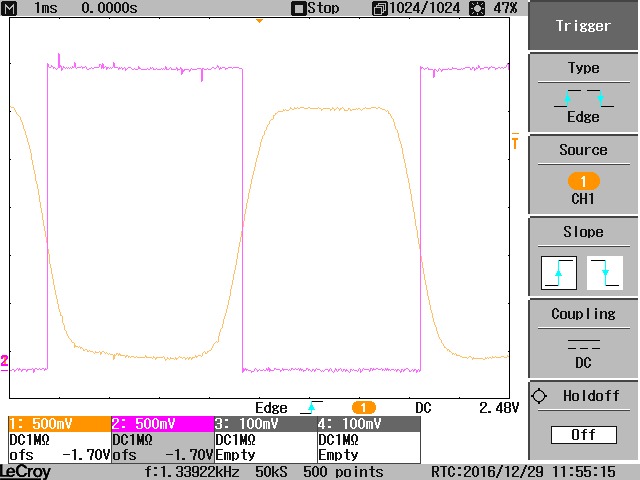 M 1ms 0.0000s Stop 1024/1024 47%
Trigger
Type
Edge
Source
1
CH1
Slope
Coupling
DC
Holdoff
Off
T
2
Edge 1 DC 2.48V
1: 500mV 2: 500mV 3: 100mV 4: 100mV
DC1MΩ DC1MΩ DC1MΩ DC1MΩ
ofs -1.70V ofs -1.70V Empty Empty
LeCroy f:1.33922kHz 50kS 500 points RTC:2016/12/29 11:55:15